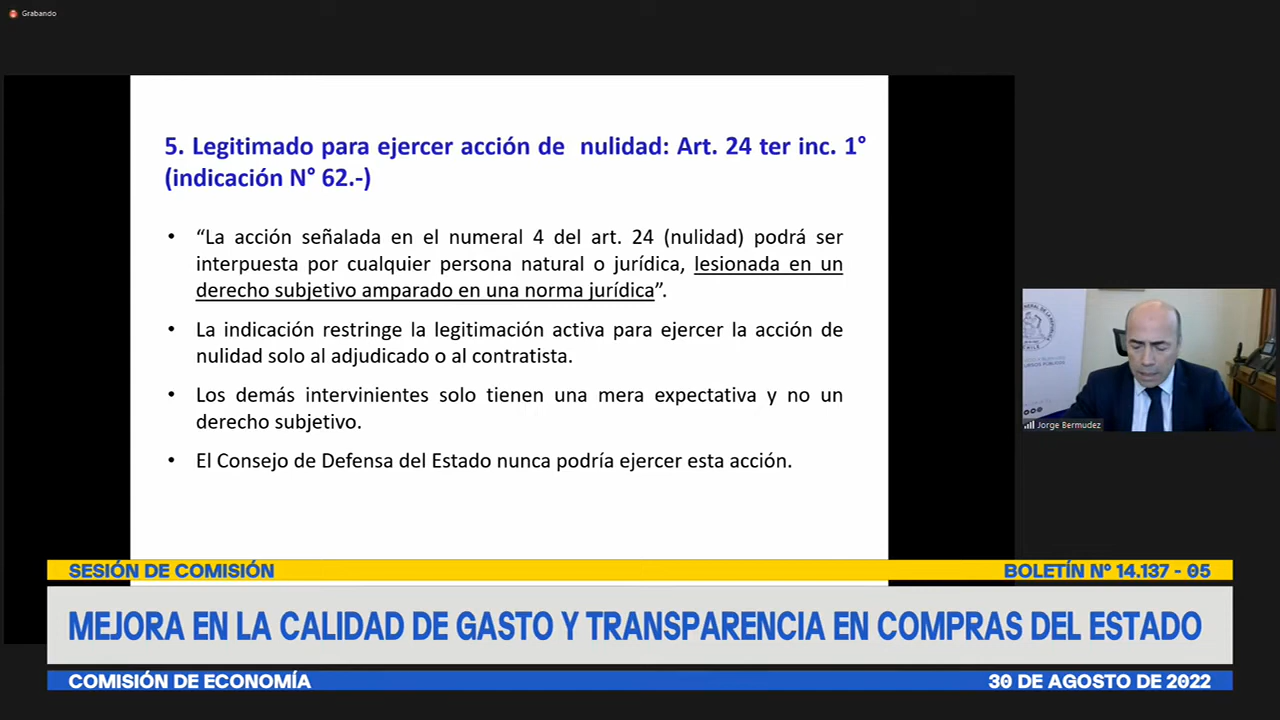 Grabando
5. Legitimado para ejercer acción de nulidad: Art. 24 ter inc. 1°
(indicación N° 62.-)
• “La acción señalada en el numeral 4 del art. 24 (nulidad) podrá ser
interpuesta por cualquier persona natural o jurídica, lesionada en un
derecho subjetivo amparado en una norma jurídica”.
• La indicación restringe la legitimación activa para ejercer la acción de
nulidad solo al adjudicado o al contratista.
• Los demás intervinientes solo tienen una mera expectativa y no un
derecho subjetivo.
• El Consejo de Defensa del Estado nunca podría ejercer esta acción.
CHILE
Jorge Bermudez
SESIÓN DE COMISIÓN
BOLETÍN Nº 14.137 - 05
MEJORA EN LA CALIDAD DE GASTO Y TRANSPARENCIA EN COMPRAS DEL ESTADO
COMISIÓN DE ECONOMÍA
30 DE AGOSTO DE 2022